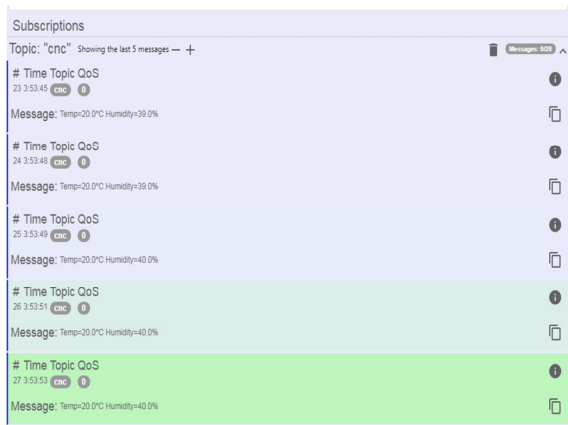 Subscriptions
Topic: "cnc" Showing the last 5 messages — +
# Time Topic QoS
23 3:53:45 cnc 0
Message: Temp=20.0°C Humidity=39.0%
# Time Topic QoS
24 3:53:48 cnc 0
Message: Temp=20.0°C Humidity=39.0%
# Time Topic QoS
25 3:53:49 cnc 0
Message: Temp=20.0°C Humidity=40.0%
# Time Topic QoS
26 3:53:51 cnc 0
Message: Temp=20.0°C Humidity=40.0%
# Time Topic QoS
27 3:53:53 cnc 0
Message: Temp=20.0°C Humidity=40.0%